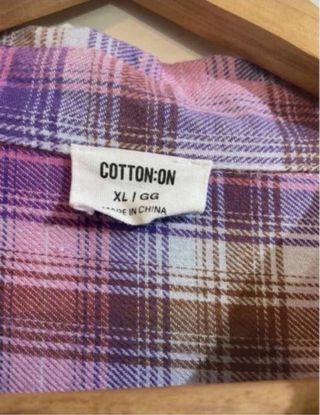 COTTON:ON
XL / GG
MADE IN CHINA